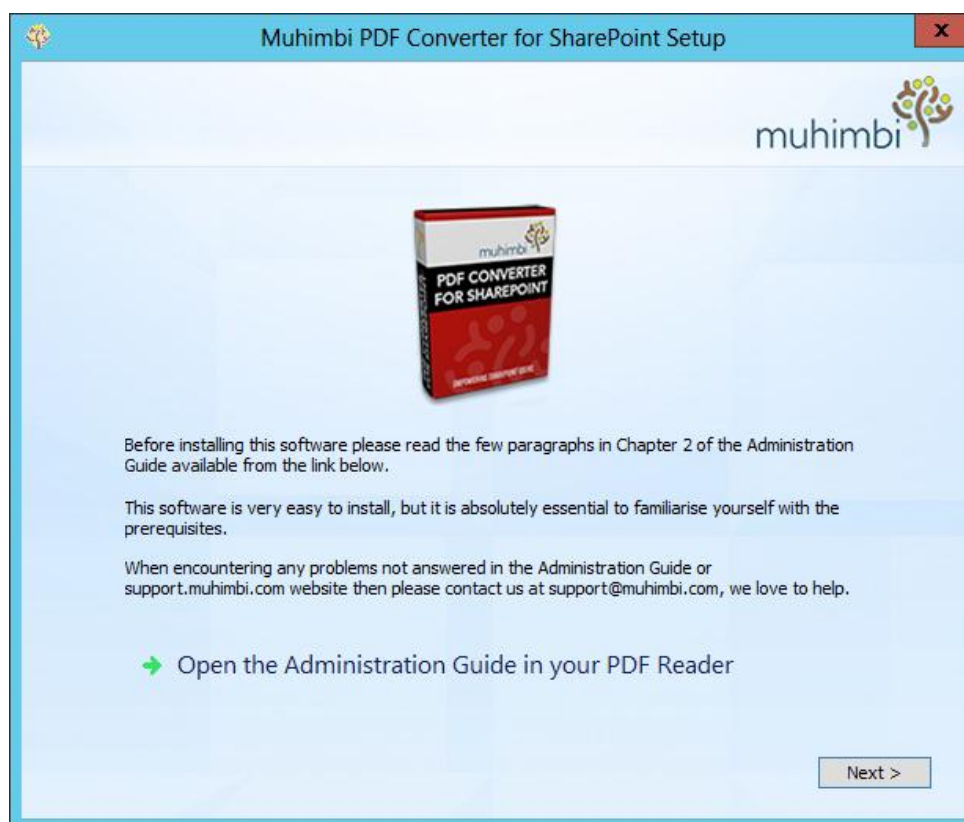 Muhimbi PDF Converter for SharePoint Setup
x
muhimbi
muhimbi
PDF CONVERTER
FOR SHAREPOINT
Before installing this software please read the few paragraphs in Chapter 2 of the Administration
Guide available from the link below.
This software is very easy to install, but it is absolutely essential to familiarise yourself with the
prerequisites.
When encountering any problems not answered in the Administration Guide or
support.muhimbi.com website then please contact us at support@muhimbi.com, we love to help.
Open the Administration Guide in your PDF Reader
Next >